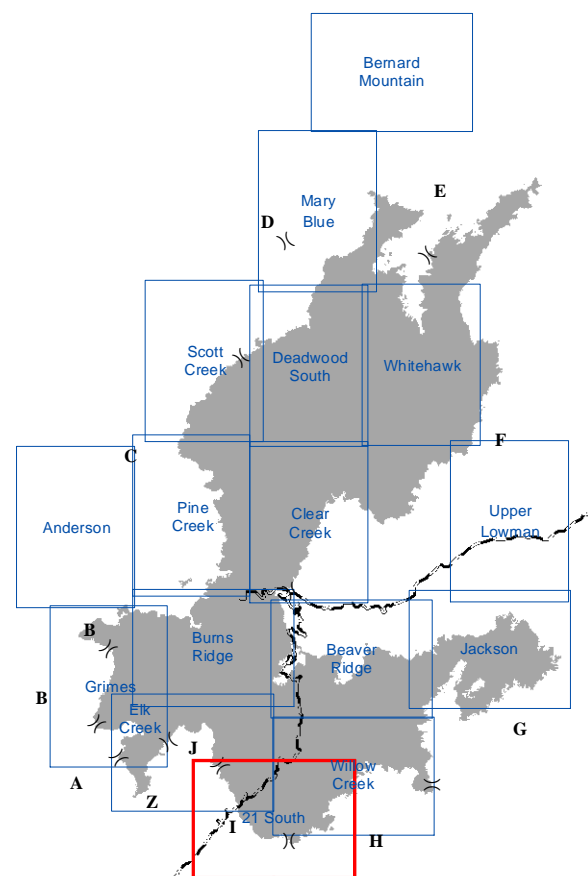 Bernard
Mountain
E
Mary
Blue
D
Scott
Creek
Deadwood
South
Whitehawk
F
C
Anderson
Pine
Creek
Clear
Creek
Upper
Lowman
B
Burns
Ridge
Beaver
Ridge
Jackson
B
Grimes
Elk
Creek
G
J
A
Willow
Creek
Z
I
21 South
H